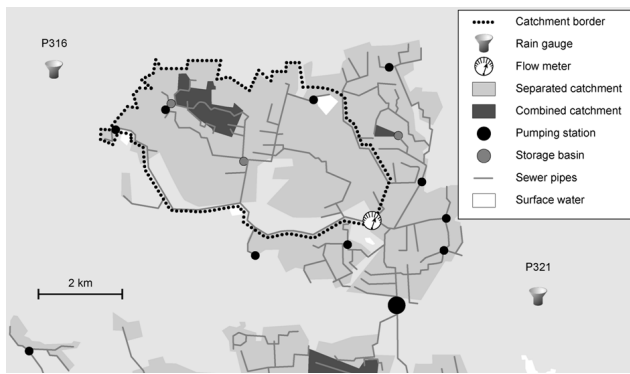 P316
Catchment border
Rain gauge
Flow meter
Separated catchment
Combined catchment
Pumping station
Storage basin
Sewer pipes
Surface water
2 km
P321